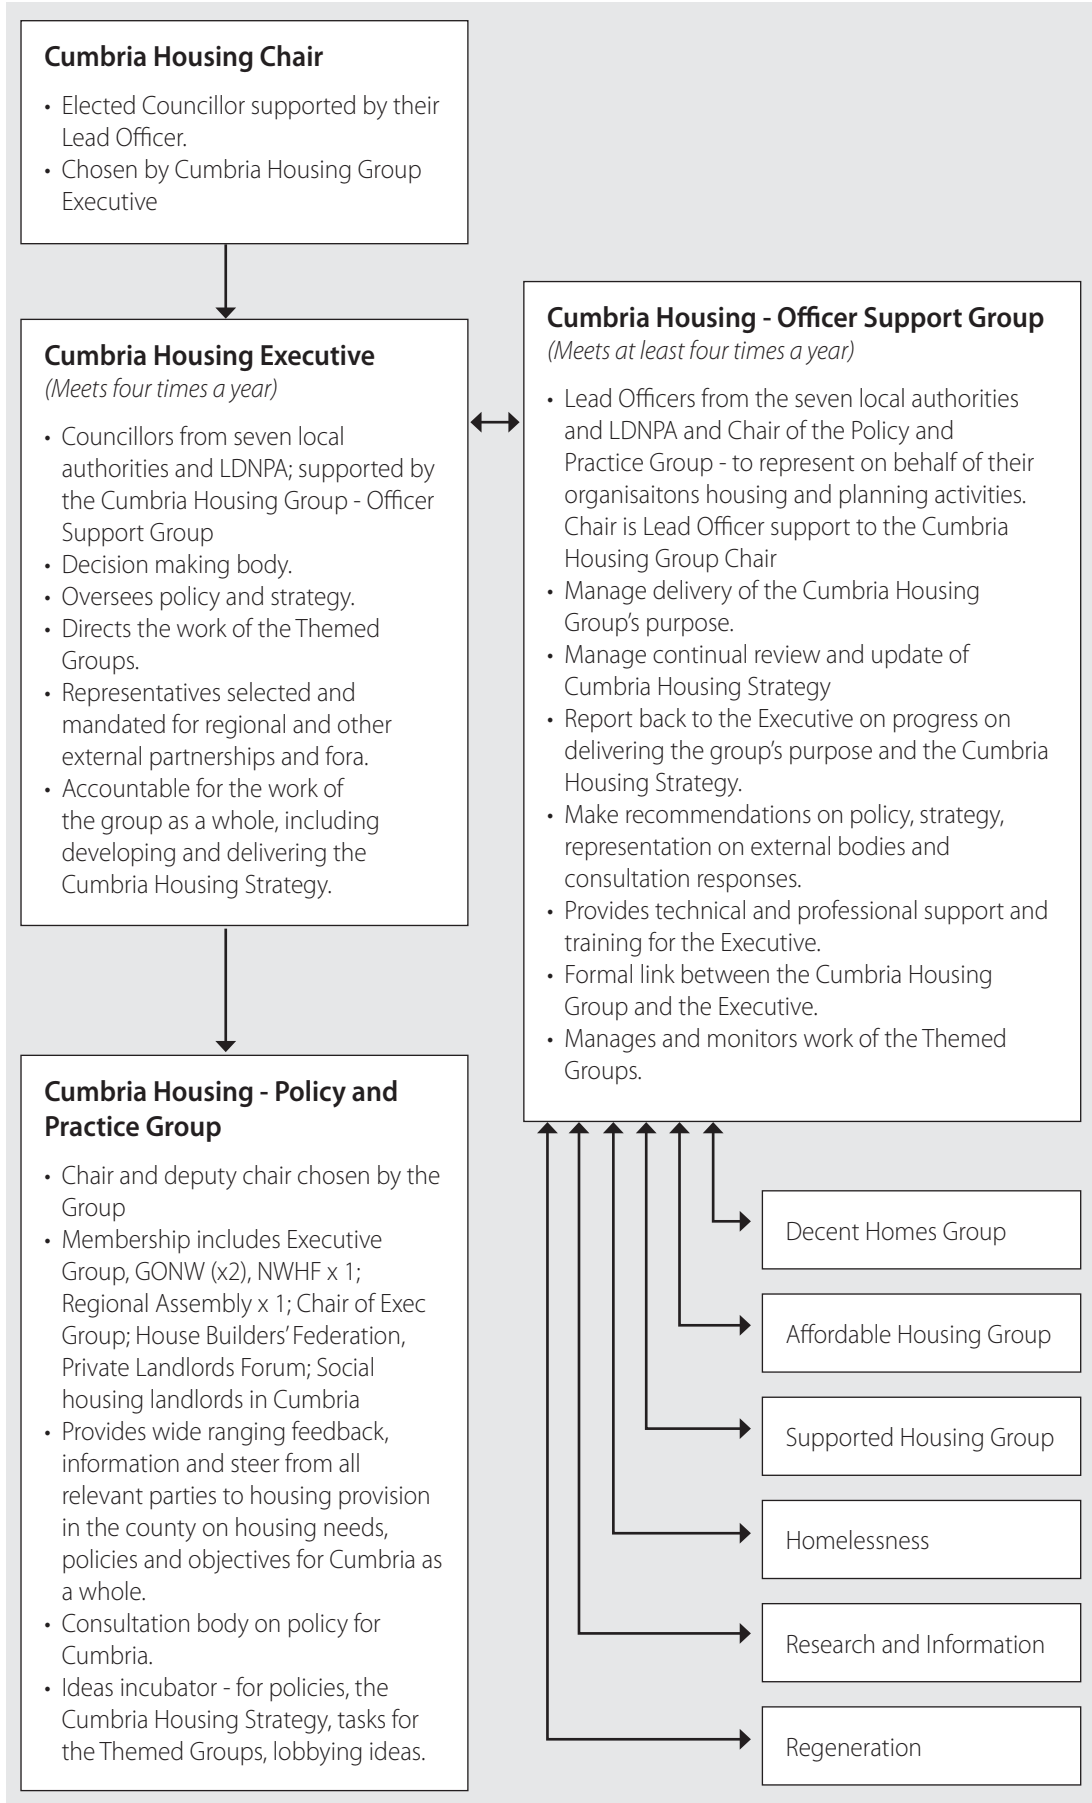 Cumbria Housing Chair
• Elected Councillor supported by their
Lead Officer.
• Chosen by Cumbria Housing Group
Executive
Cumbria Housing Executive
(Meets four times a year)
• Councillors from seven local
authorities and LDNPA; supported by
the Cumbria Housing Group - Officer
Support Group
• Decision making body.
• Oversees policy and strategy.
• Directs the work of the Themed
Groups.
• Representatives selected and
mandated for regional and other
external partnerships and fora.
• Accountable for the work of
the group as a whole, including
developing and delivering the
Cumbria Housing Strategy.
Cumbria Housing - Policy and
Practice Group
• Chair and deputy chair chosen by the
Group
• Membership includes Executive
Group, GONW (x2), NWHF x 1;
Regional Assembly x 1; Chair of Exec
Group; House Builders' Federation,
Private Landlords Forum; Social
housing landlords in Cumbria
• Provides wide ranging feedback,
information and steer from all
relevant parties to housing provision
in the county on housing needs,
policies and objectives for Cumbria as
a whole.
• Consultation body on policy for
Cumbria.
• Ideas incubator - for policies, the
Cumbria Housing Strategy, tasks for
the Themed Groups, lobbying ideas.
Cumbria Housing - Officer Support Group
(Meets at least four times a year)
• Lead Officers from the seven local authorities
and LDNPA and Chair of the Policy and
Practice Group - to represent on behalf of their
organisaitons housing and planning activities.
Chair is Lead Officer support to the Cumbria
Housing Group Chair
• Manage delivery of the Cumbria Housing
Group's purpose.
• Manage continual review and update of
Cumbria Housing Strategy
• Report back to the Executive on progress on
delivering the group's purpose and the Cumbria
Housing Strategy.
• Make recommendations on policy, strategy,
representation on external bodies and
consultation responses.
• Provides technical and professional support and
training for the Executive.
• Formal link between the Cumbria Housing
Group and the Executive.
• Manages and monitors work of the Themed
Groups.
Decent Homes Group
Affordable Housing Group
Supported Housing Group
Homelessness
Research and Information
Regeneration